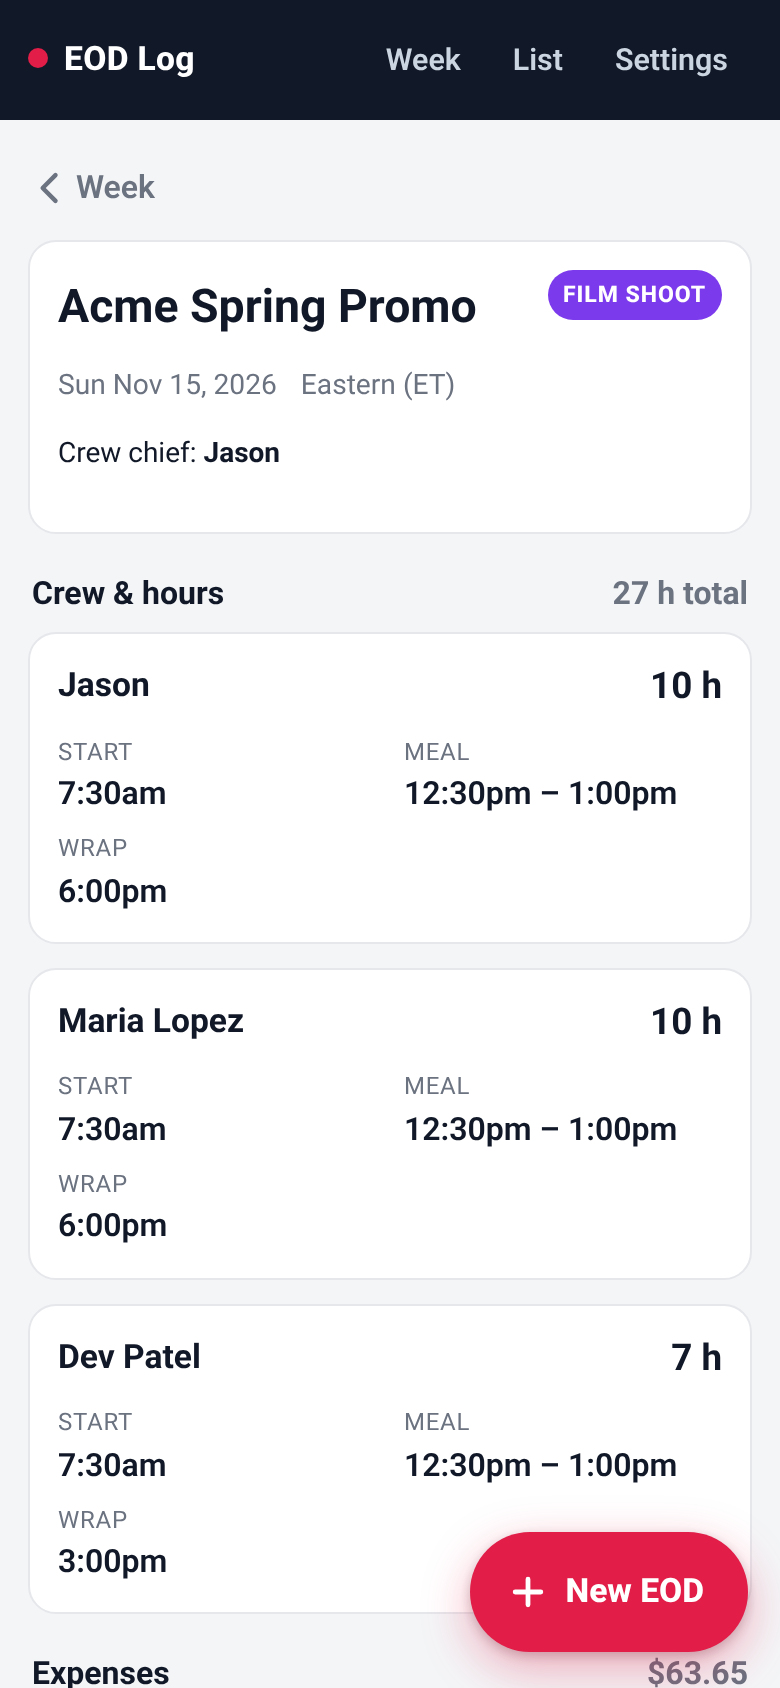 EOD Log Week List Settings
Week
Acme Spring Promo FILM SHOOT
Sun Nov 15, 2026 Eastern (ET)
Crew chief: Jason
Crew & hours 27 h total
Jason 10 h
START MEAL
7:30am 12:30pm – 1:00pm
WRAP
6:00pm
Maria Lopez 10 h
START MEAL
7:30am 12:30pm – 1:00pm
WRAP
6:00pm
Dev Patel 7 h
START MEAL
7:30am 12:30pm – 1:00pm
WRAP
3:00pm
+ New EOD
Expenses $63.65